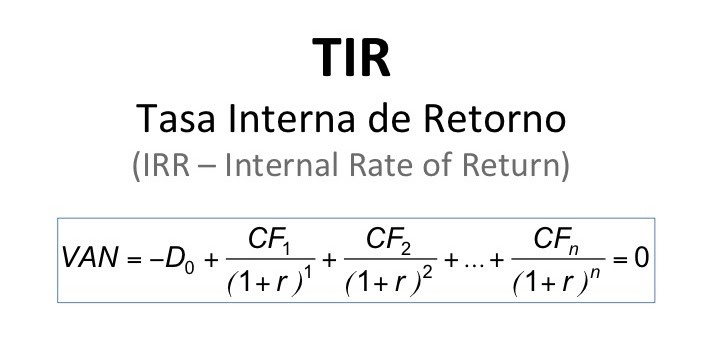 TIR
Tasa Interna de Retorno
(IRR – Internal Rate of Return)
VAN = −D₀ + CF₁/(1+r)¹ + CF₂/(1+r)² + ... + CFₙ/(1+r)ⁿ = 0